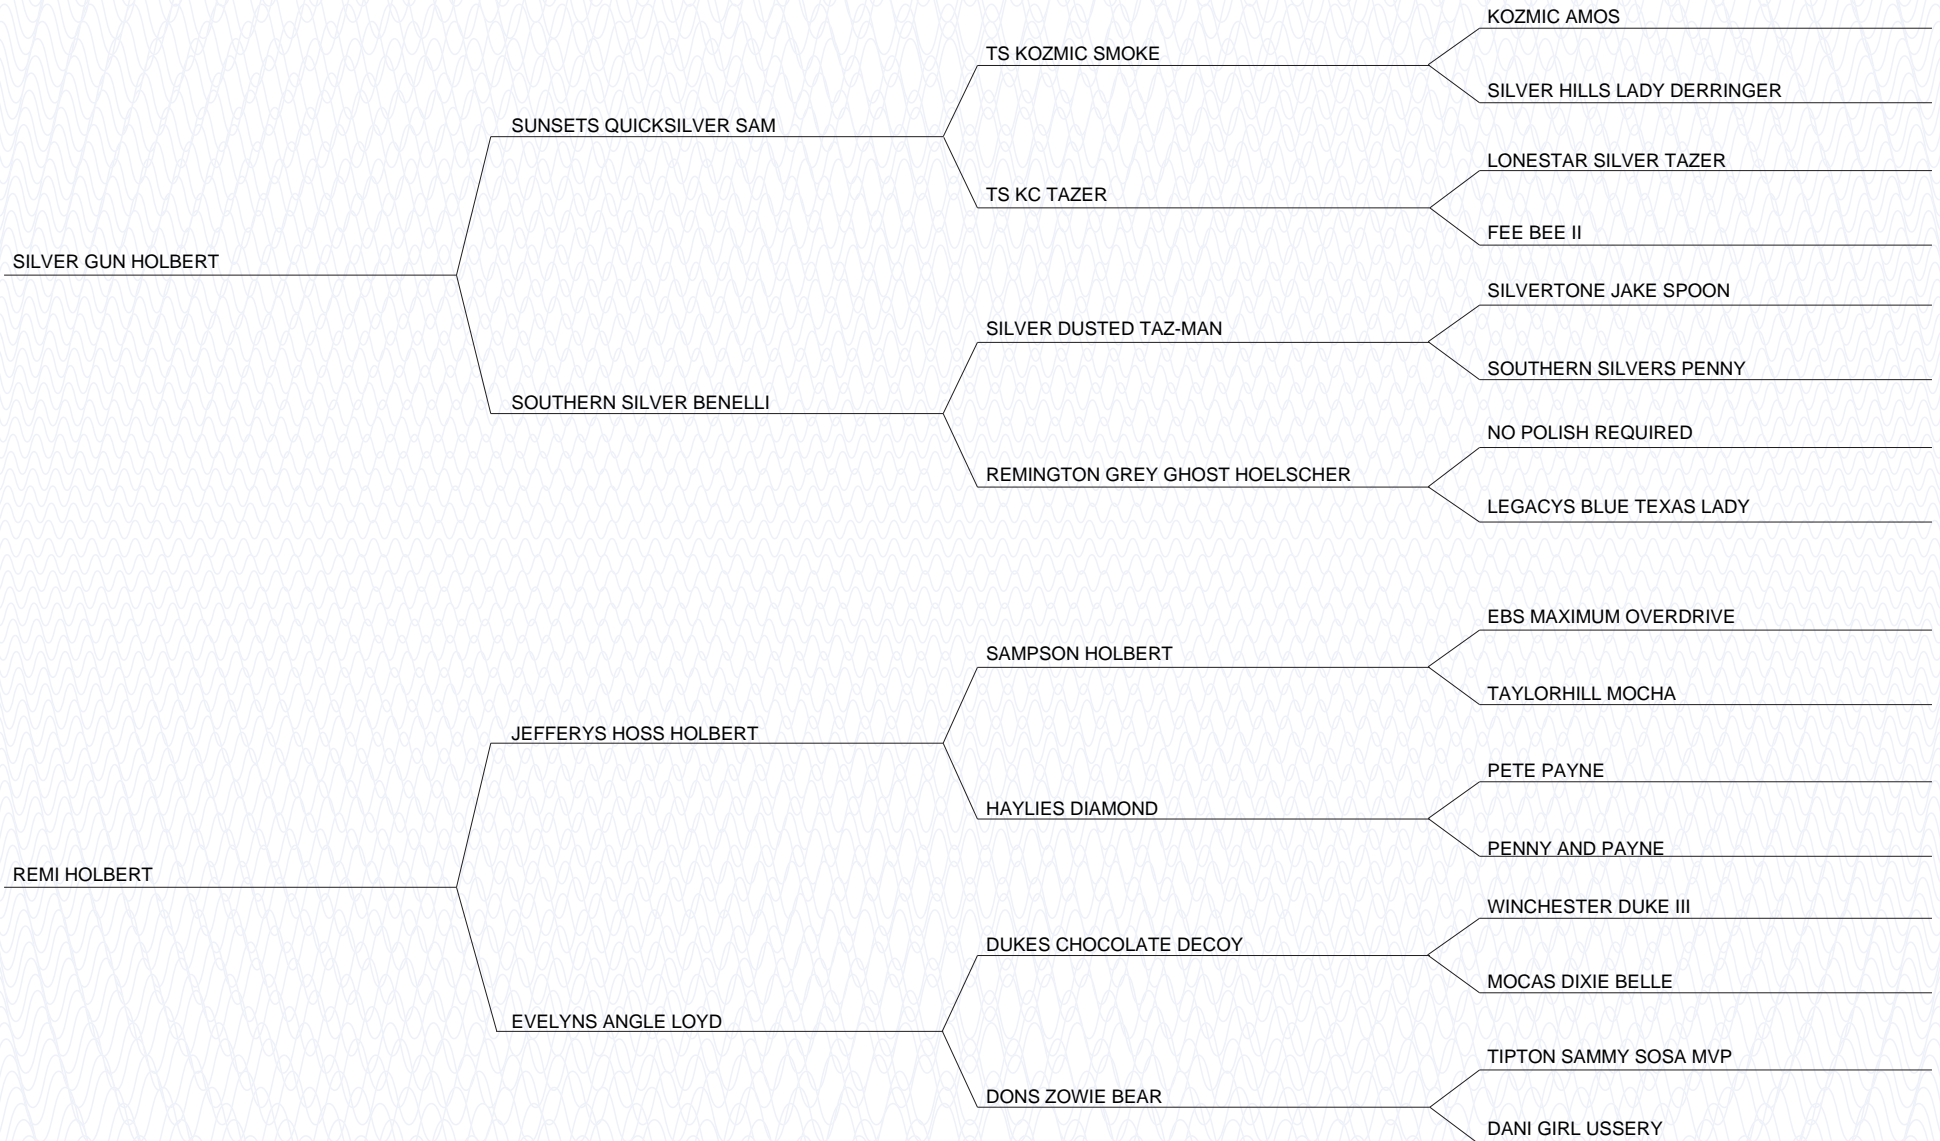 KOZMIC AMOS
TS KOZMIC SMOKE
SILVER HILLS LADY DERRINGER
SUNSETS QUICKSILVER SAM
LONESTAR SILVER TAZER
TS KC TAZER
FEE BEE II
SILVER GUN HOLBERT
SILVERTONE JAKE SPOON
SILVER DUSTED TAZ-MAN
SOUTHERN SILVERS PENNY
SOUTHERN SILVER BENELLI
NO POLISH REQUIRED
REMINGTON GREY GHOST HOELSCHER
LEGACYS BLUE TEXAS LADY
EBS MAXIMUM OVERDRIVE
SAMPSON HOLBERT
TAYLORHILL MOCHA
JEFFERYS HOSS HOLBERT
PETE PAYNE
HAYLIES DIAMOND
PENNY AND PAYNE
REMI HOLBERT
WINCHESTER DUKE III
DUKES CHOCOLATE DECOY
MOCAS DIXIE BELLE
EVELYNS ANGLE LOYD
TIPTON SAMMY SOSA MVP
DONS ZOWIE BEAR
DANI GIRL USSERY